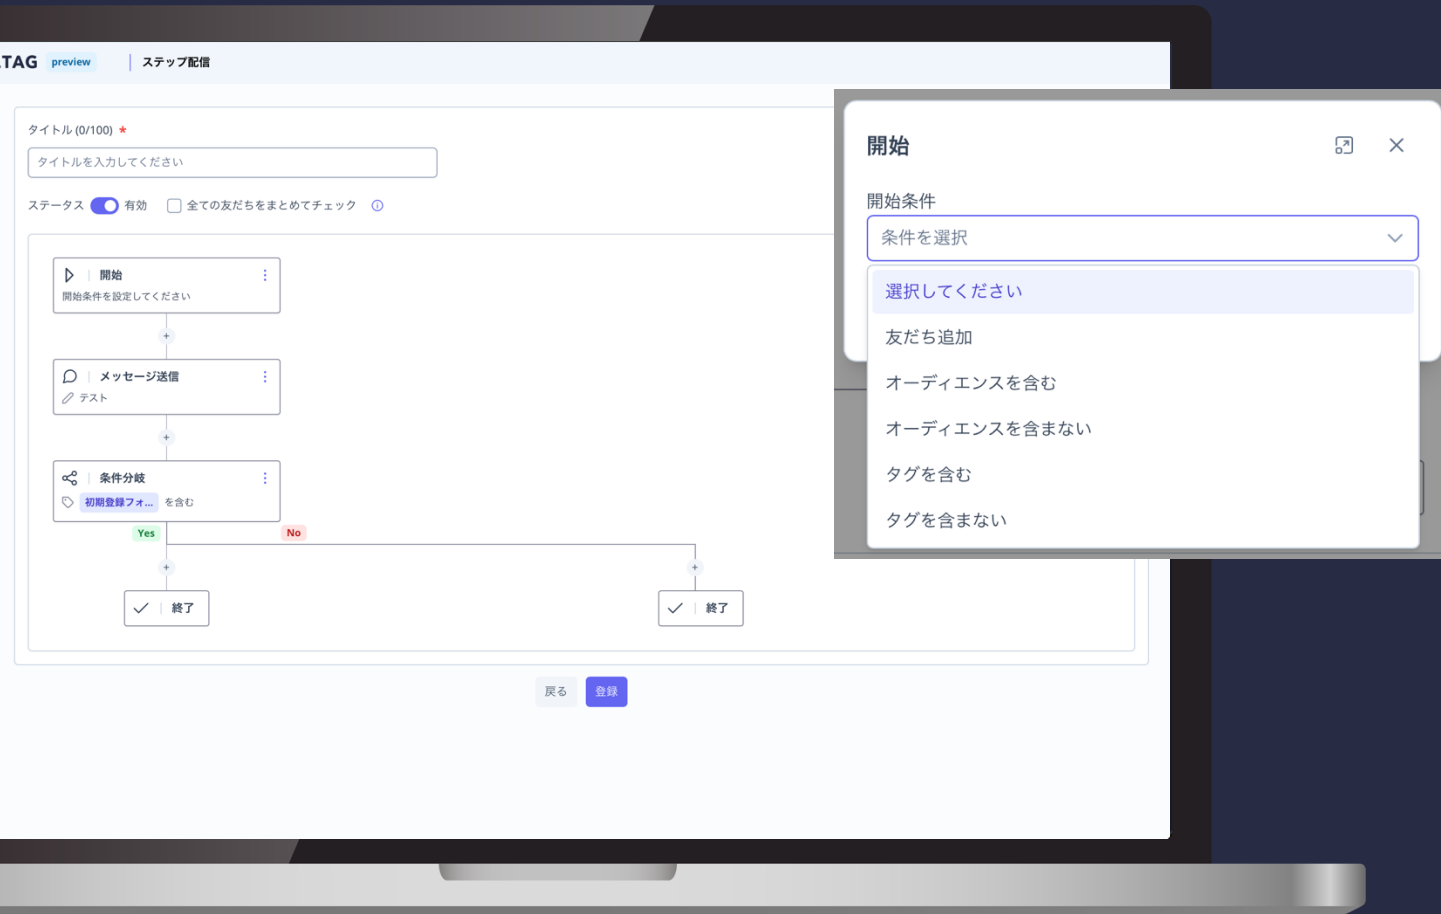 TAG preview
ステップ配信
タイトル (0/100) *
タイトルを入力してください
ステータス 有効 全ての友だちをまとめてチェック
開始
開始条件を設定してください
メッセージ送信
テスト
条件分岐
初期登録フォ... を含む
Yes
No
終了
終了
戻る
登録
開始
開始条件
条件を選択
選択してください
友だち追加
オーディエンスを含む
オーディエンスを含まない
タグを含む
タグを含まない